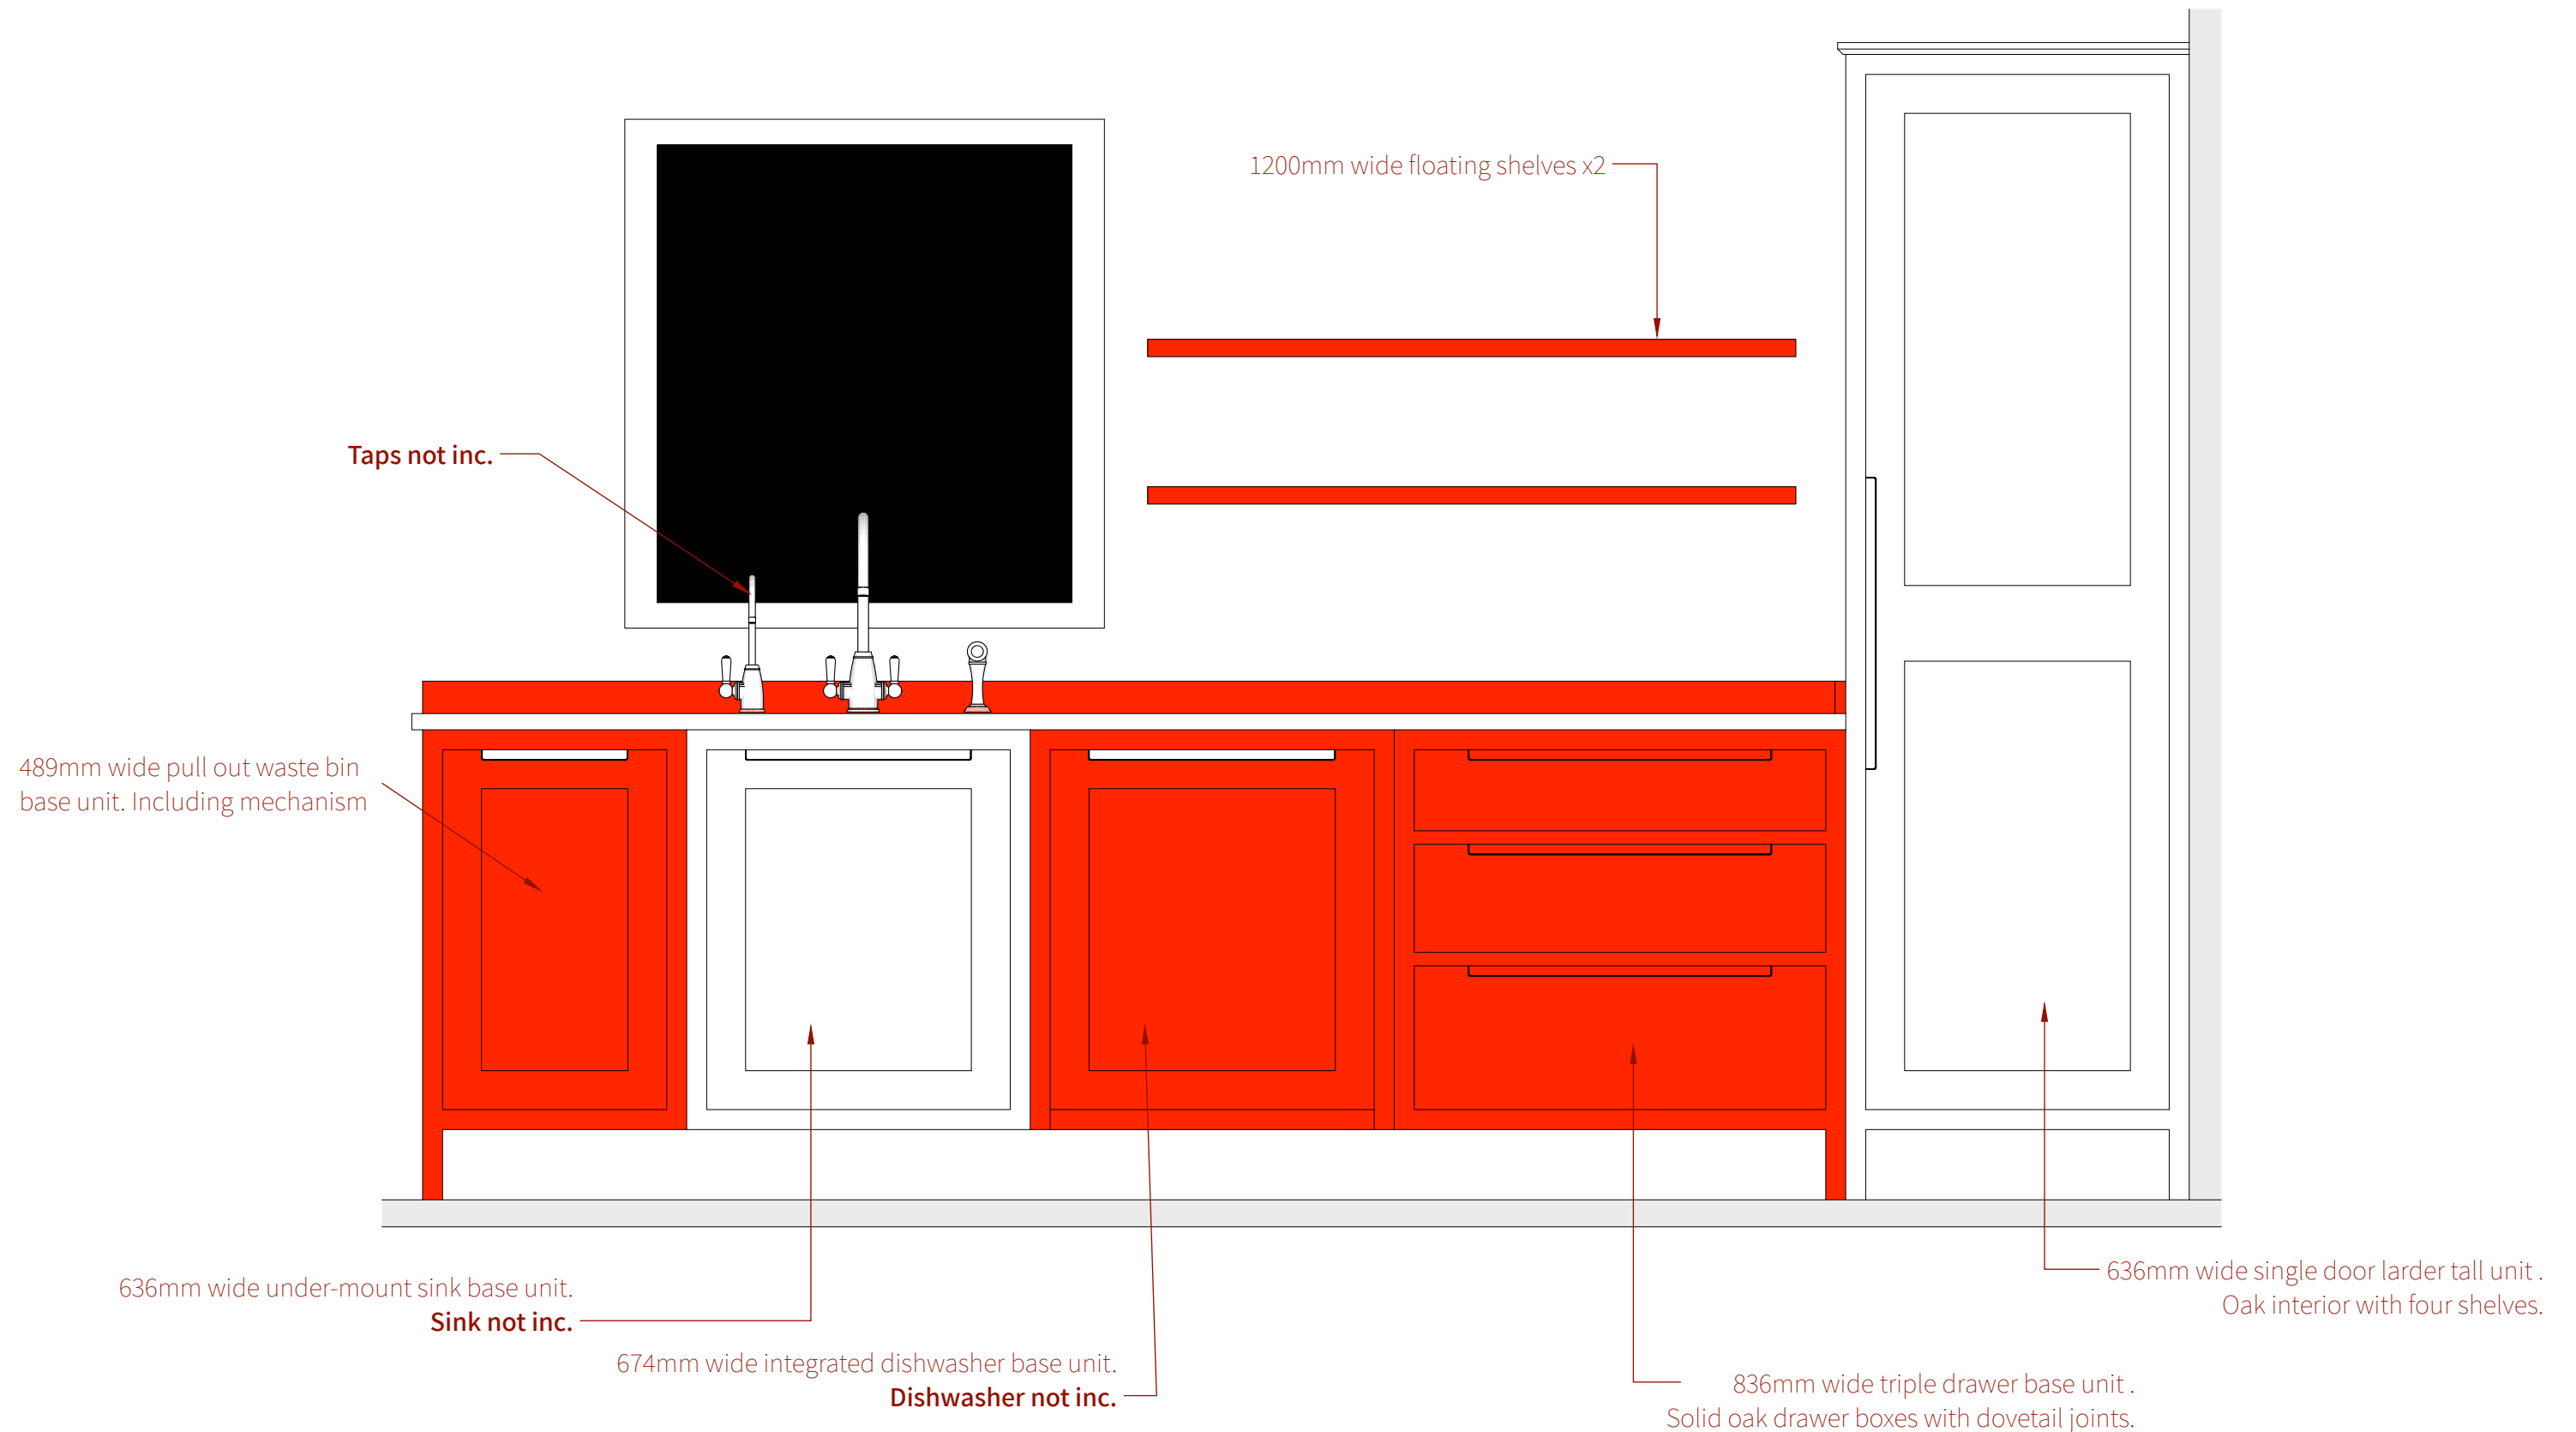 1200mm wide floating shelves x2
Taps not inc.
489mm wide pull out waste bin
base unit. Including mechanism
636mm wide under-mount sink base unit.
Sink not inc.
674mm wide integrated dishwasher base unit.
Dishwasher not inc.
836mm wide triple drawer base unit .
Solid oak drawer boxes with dovetail joints.
636mm wide single door larder tall unit .
Oak interior with four shelves.